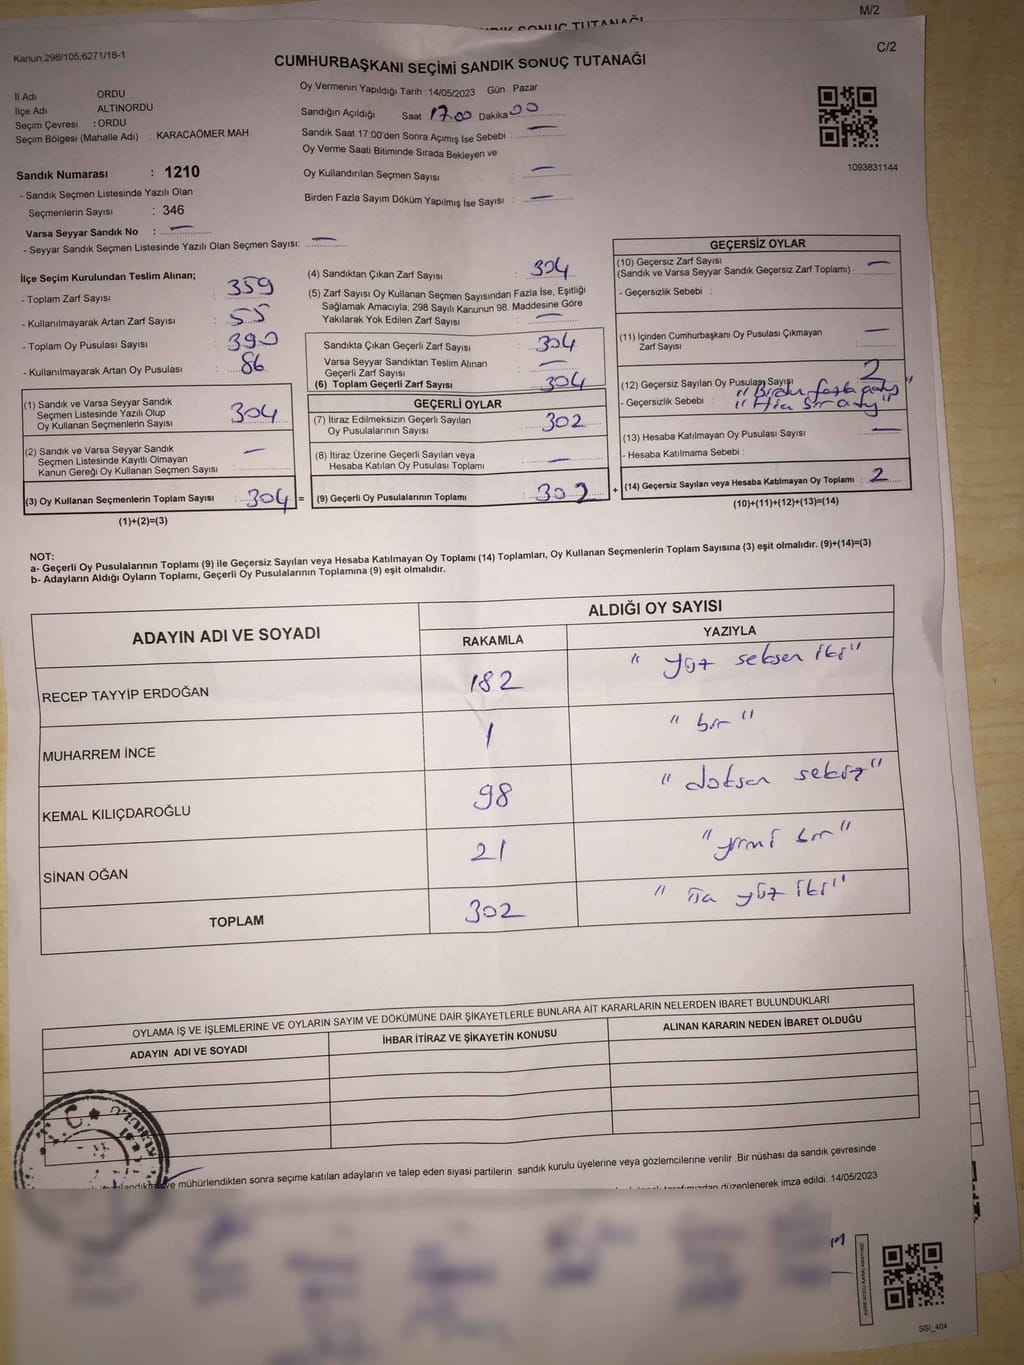 M/2
SANDIK SONUÇ TUTANAĞI
Kanun;298/105;6271/18-1
C/2
CUMHURBAŞKANI SEÇİMİ SANDIK SONUÇ TUTANAĞI
İl Adı : ORDU
İlçe Adı : ALTINORDU
Seçim Çevresi : ORDU
Seçim Bölgesi (Mahalle Adı) : KARACAÖMER MAH.
Oy Vermenin Yapıldığı Tarih : 14/05/2023 Gün : Pazar
Sandığın Açıldığı Saat 17.00 Dakika 00
Sandık Saat 17:00'den Sonra Açımış İse Sebebi : —
Oy Verme Saati Bitiminde Sırada Bekleyen ve
Oy Kullandırılan Seçmen Sayısı : —
Birden Fazla Sayım Döküm Yapılmış İse Sayısı : —
1093831144
Sandık Numarası : 1210
- Sandık Seçmen Listesinde Yazılı Olan
Seçmenlerin Sayısı : 346
Varsa Seyyar Sandık No : —
- Seyyar Sandık Seçmen Listesinde Yazılı Olan Seçmen Sayısı: —
İlçe Seçim Kurulundan Teslim Alınan;
- Toplam Zarf Sayısı : 359
- Kullanılmayarak Artan Zarf Sayısı : 55
- Toplam Oy Pusulası Sayısı : 390
- Kullanılmayarak Artan Oy Pusulası : 86
(1) Sandık ve Varsa Seyyar Sandık
Seçmen Listesinde Yazılı Olup
Oy Kullanan Seçmenlerin Sayısı : 304
(2) Sandık ve Varsa Seyyar Sandık
Seçmen Listesinde Kayıtlı Olmayan
Kanun Gereği Oy Kullanan Seçmen Sayısı : —
(3) Oy Kullanan Seçmenlerin Toplam Sayısı : 304 =
(1)+(2)=(3)
(4) Sandıktan Çıkan Zarf Sayısı : 304
(5) Zarf Sayısı Oy Kullanan Seçmen Sayısından Fazla İse, Eşitliği
Sağlamak Amacıyla; 298 Sayılı Kanunun 98. Maddesine Göre
Yakılarak Yok Edilen Zarf Sayısı : —
Sandıkta Çıkan Geçerli Zarf Sayısı : 304
Varsa Seyyar Sandıktan Teslim Alınan
Geçerli Zarf Sayısı : —
(6) Toplam Geçerli Zarf Sayısı : 304
GEÇERLİ OYLAR
(7) İtiraz Edilmeksizin Geçerli Sayılan
Oy Pusulalarının Sayısı : 302
(8) İtiraz Üzerine Geçerli Sayılan veya
Hesaba Katılan Oy Pusulası Toplamı : —
(9) Geçerli Oy Pusulalarının Toplamı : 302 +
GEÇERSİZ OYLAR
(10) Geçersiz Zarf Sayısı
(Sandık ve Varsa Seyyar Sandık Geçersiz Zarf Toplamı) : —
- Geçersizlik Sebebi :
(11) İçinden Cumhurbaşkanı Oy Pusulası Çıkmayan
Zarf Sayısı : —
(12) Geçersiz Sayılan Oy Pusulası Sayısı : 2
- Geçersizlik Sebebi :
(13) Hesaba Katılmayan Oy Pusulası Sayısı : —
- Hesaba Katılmama Sebebi :
(14) Geçersiz Sayılan veya Hesaba Katılmayan Oy Toplamı : 2
(10)+(11)+(12)+(13)=(14)
NOT:
a- Geçerli Oy Pusulalarının Toplamı (9) ile Geçersiz Sayılan veya Hesaba Katılmayan Oy Toplamı (14) Toplamları, Oy Kullanan Seçmenlerin Toplam Sayısına (3) eşit olmalıdır. (9)+(14)=(3)
b- Adayların Aldığı Oyların Toplamı, Geçerli Oy Pusulalarının Toplamına (9) eşit olmalıdır.
ADAYIN ADI VE SOYADI ALDIĞI OY SAYISI
RAKAMLA YAZIYLA
RECEP TAYYİP ERDOĞAN 182 "yüz seksen iki"
MUHARREM İNCE 1 "bir"
KEMAL KILIÇDAROĞLU 98 "doksan sekiz"
SİNAN OĞAN 21 "yirmi bir"
TOPLAM 302 "üç yüz iki"
OYLAMA İŞ VE İŞLEMLERİNE VE OYLARIN SAYIM VE DÖKÜMÜNE DAİR ŞİKAYETLERLE BUNLARA AİT KARARLARIN NELERDEN İBARET BULUNDUKLARI
ADAYIN ADI VE SOYADI İHBAR İTİRAZ VE ŞİKAYETİN KONUSU ALINAN KARARIN NEDEN İBARET OLDUĞU
T.C.
ve mühürlendikten sonra seçime katılan adayların ve talep eden siyasi partilerin sandık kurulu üyelerine veya gözlemcilerine verilir .Bir nüshası da sandık çevresinde
tarafımızdan düzenlenerek imza edildi. 14/05/2023
KARE KODU KARALAMAYINIZ!
SSI_404